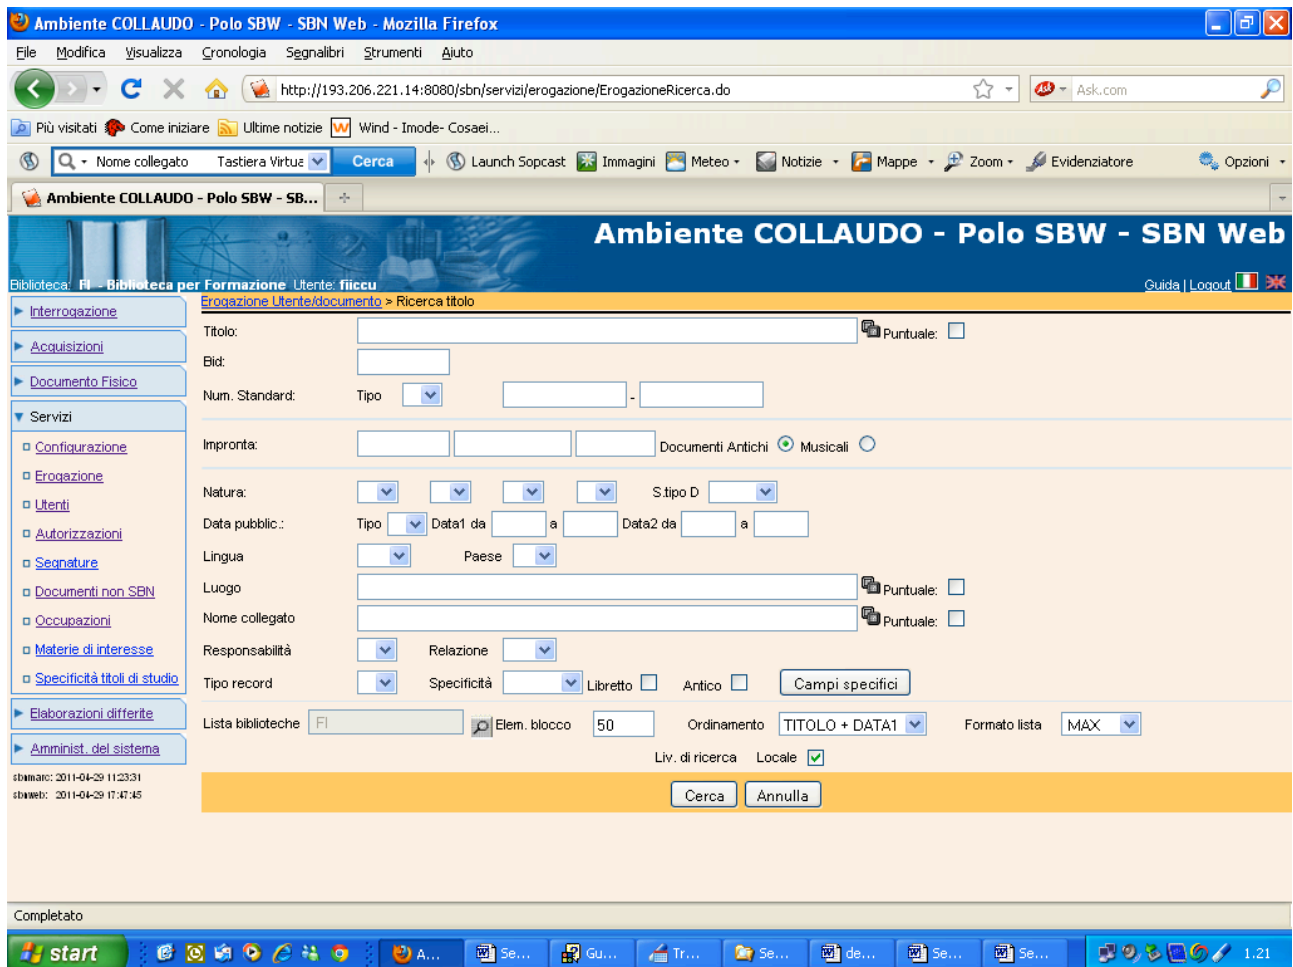 Ambiente COLLAUDO - Polo SBW - SBN Web - Mozilla Firefox
File Modifica Visualizza Cronologia Segnalibri Strumenti Aiuto
http://193.206.221.14:8080/sbn/servizi/erogazione/ErogazioneRicerca.do
Ask.com
Più visitati Come iniziare Ultime notizie Wind - Imode- Cosaei...
Nome collegato Tastiera Virtua Cerca Launch Sopcast Immagini Meteo Notizie Mappe Zoom Evidenziatore Opzioni
Ambiente COLLAUDO - Polo SBW - SB...
Ambiente COLLAUDO - Polo SBW - SBN Web
Biblioteca: FI - Biblioteca per Formazione Utente: fiiccu
Guida | Logout
Erogazione Utente/documento > Ricerca titolo
Interrogazione
Acquisizioni
Documento Fisico
Servizi
Configurazione
Erogazione
Utenti
Autorizzazioni
Segnature
Documenti non SBN
Occupazioni
Materie di interesse
Specificità titoli di studio
Elaborazioni differite
Amminist. del sistema
sbnmarc: 2011-04-29 11:23:31
sbnweb: 2011-04-29 17:47:45
Titolo: Puntuale:
Bid:
Num. Standard: Tipo -
Impronta: Documenti Antichi Musicali
Natura: S.tipo D
Data pubblic.: Tipo Data1 da a Data2 da a
Lingua Paese
Luogo Puntuale:
Nome collegato Puntuale:
Responsabilità Relazione
Tipo record Specificità Libretto Antico Campi specifici
Lista biblioteche FI Elem. blocco 50 Ordinamento TITOLO + DATA1 Formato lista MAX
Liv. di ricerca Locale
Cerca Annulla
Completato
start A... Se... Gu... Tr... Se... de... Se... Se... 1.21